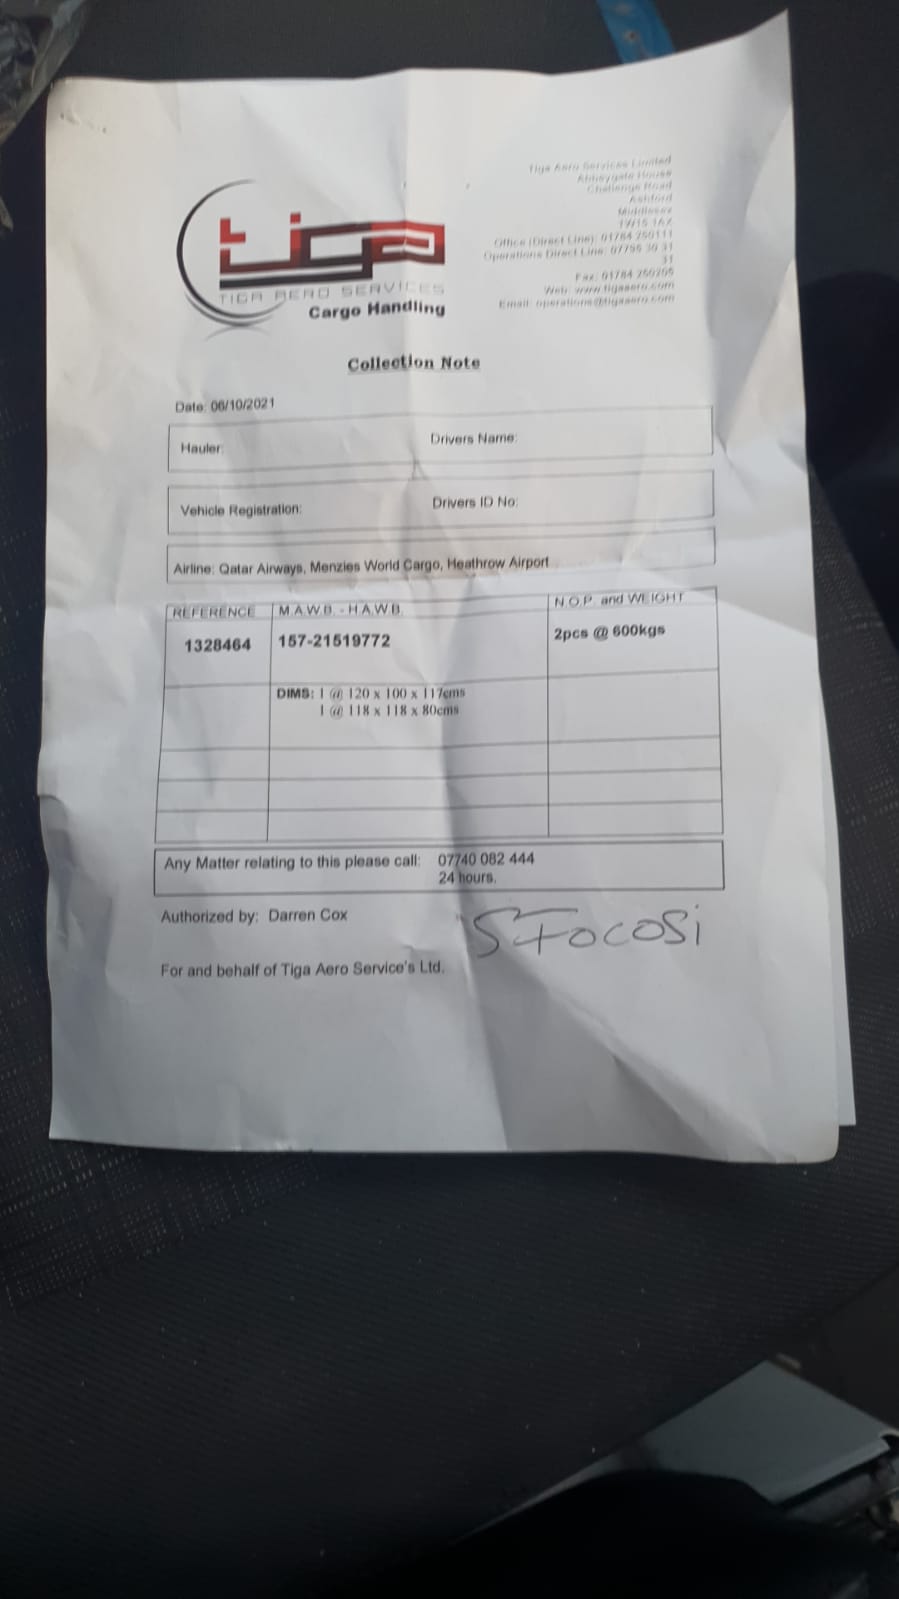 tiga
TIGA AERO SERVICES
Cargo Handling
Tiga Aero Services Limited
Abbeygate House
Challenge Road
Ashford
Middlesex
TW15 1AX
Office (Direct Line): 01784 250111
Operations Direct Line: 07795 30 31
31
Fax: 01784 250205
Web: www.tigaaero.com
Email: operations@tigaaero.com
Collection Note
Date: 06/10/2021
Hauler: Drivers Name:
Vehicle Registration: Drivers ID No:
Airline: Qatar Airways, Menzies World Cargo, Heathrow Airport
REFERENCE M.A.W.B. - H.A.W.B. N.O.P. and WEIGHT
1328464 157-21519772 2pcs @ 600kgs
DIMS: 1 @ 120 x 100 x 117cms
1 @ 118 x 118 x 80cms
Any Matter relating to this please call: 07740 082 444
24 hours.
Authorized by: Darren Cox
S FOCOSi
For and behalf of Tiga Aero Service's Ltd.